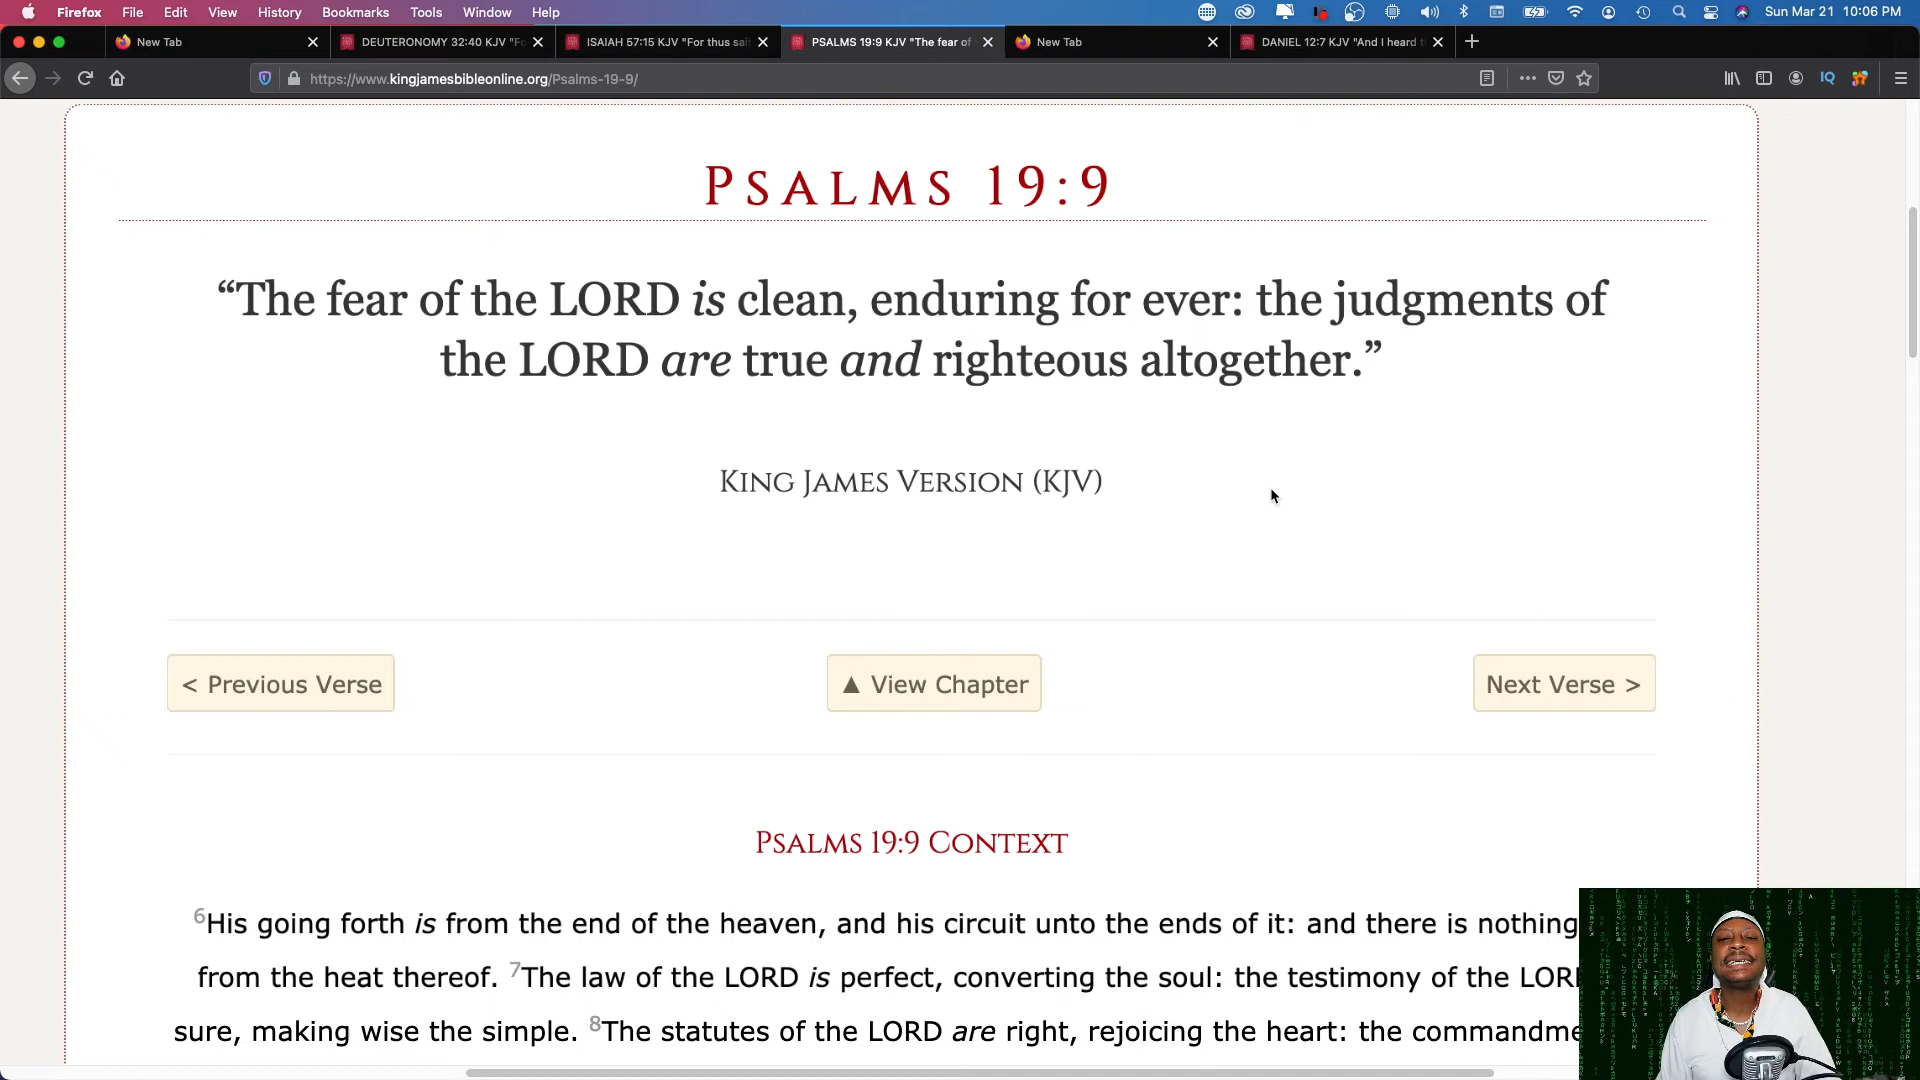 Firefox File Edit View History Bookmarks Tools Window Help Sun Mar 21 10:06 PM
New Tab DEUTERONOMY 32:40 KJV "Fo ISAIAH 57:15 KJV "For thus sait PSALMS 19:9 KJV "The fear of New Tab DANIEL 12:7 KJV "And I heard t
https://www.kingjamesbibleonline.org/Psalms-19-9/ IQ
PSALMS 19:9
“The fear of the LORD is clean, enduring for ever: the judgments of
the LORD are true and righteous altogether.”
KING JAMES VERSION (KJV)
< Previous Verse ▲ View Chapter Next Verse >
PSALMS 19:9 CONTEXT
6His going forth is from the end of the heaven, and his circuit unto the ends of it: and there is nothing
from the heat thereof. 7The law of the LORD is perfect, converting the soul: the testimony of the LOR
sure, making wise the simple. 8The statutes of the LORD are right, rejoicing the heart: the commandme